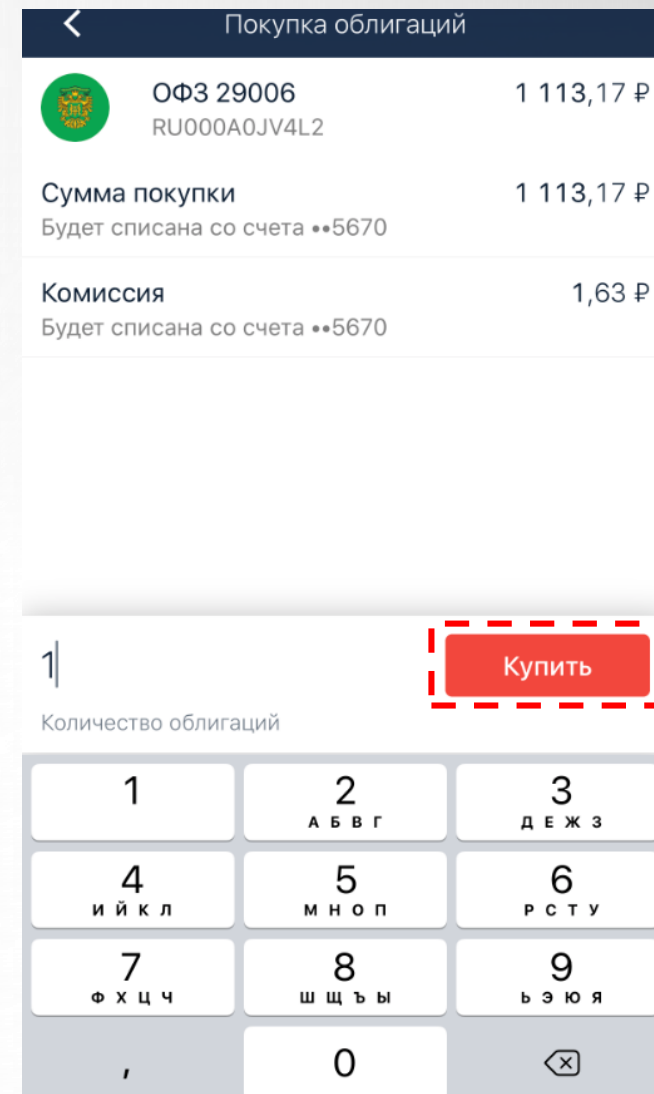 Покупка облигаций
ОФЗ 29006
1 113,17 ₽
RU000A0JV4L2
Сумма покупки
1 113,17 ₽
Будет списана со счета ••5670
Комиссия
1,63 ₽
Будет списана со счета ••5670
1
Купить
Количество облигаций
1
2
3
А Б В Г
Д Е Ж З
4
5
6
И Й К Л
М Н О П
Р С Т У
7
8
9
Ф Х Ц Ч
Ш Щ Ъ Ы
Ь Э Ю Я
,
0